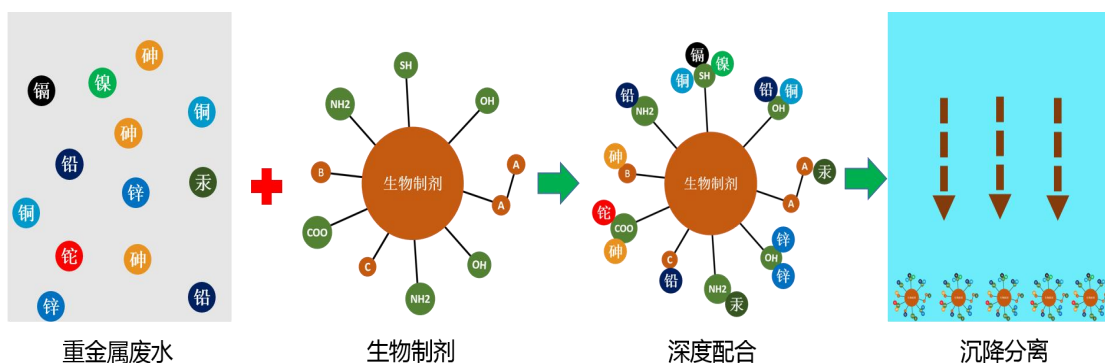 砷
镉
镍
铜
砷
铅
锌
汞
铜
铊
砷
锌
铅
重金属废水
SH
NH2
OH
B
A
生物制剂
A
COO
C
OH
NH2
生物制剂
镉
镍
铜
SH
铅
NH2
铅
铜
OH
砷
B
A
汞
生物制剂
A
铊
COO
砷
锌
OH
锌
C
铅
NH2
汞
深度配合
沉降分离